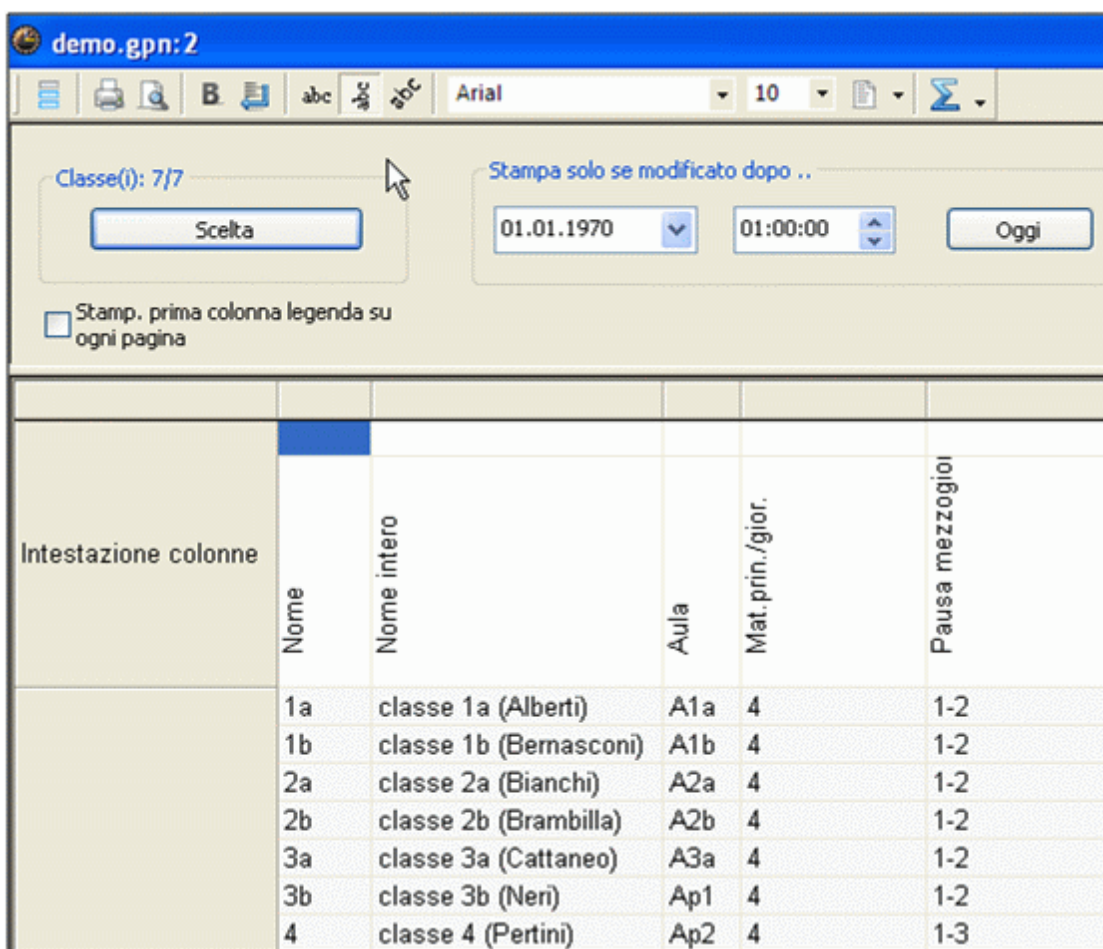 demo.gpn:2
B abc abc abc Arial 10 Σ
Classe(i): 7/7
Stampa solo se modificato dopo ..
Scelta 01.01.1970 01:00:00 Oggi
Stamp. prima colonna legenda su
ogni pagina
Intestazione colonne Nome Nome intero Aula Mat.prin./gior. Pausa mezzogior
1a classe 1a (Alberti) A1a 4 1-2
1b classe 1b (Bernasconi) A1b 4 1-2
2a classe 2a (Bianchi) A2a 4 1-2
2b classe 2b (Brambilla) A2b 4 1-2
3a classe 3a (Cattaneo) A3a 4 1-2
3b classe 3b (Neri) Ap1 4 1-2
4 classe 4 (Pertini) Ap2 4 1-3